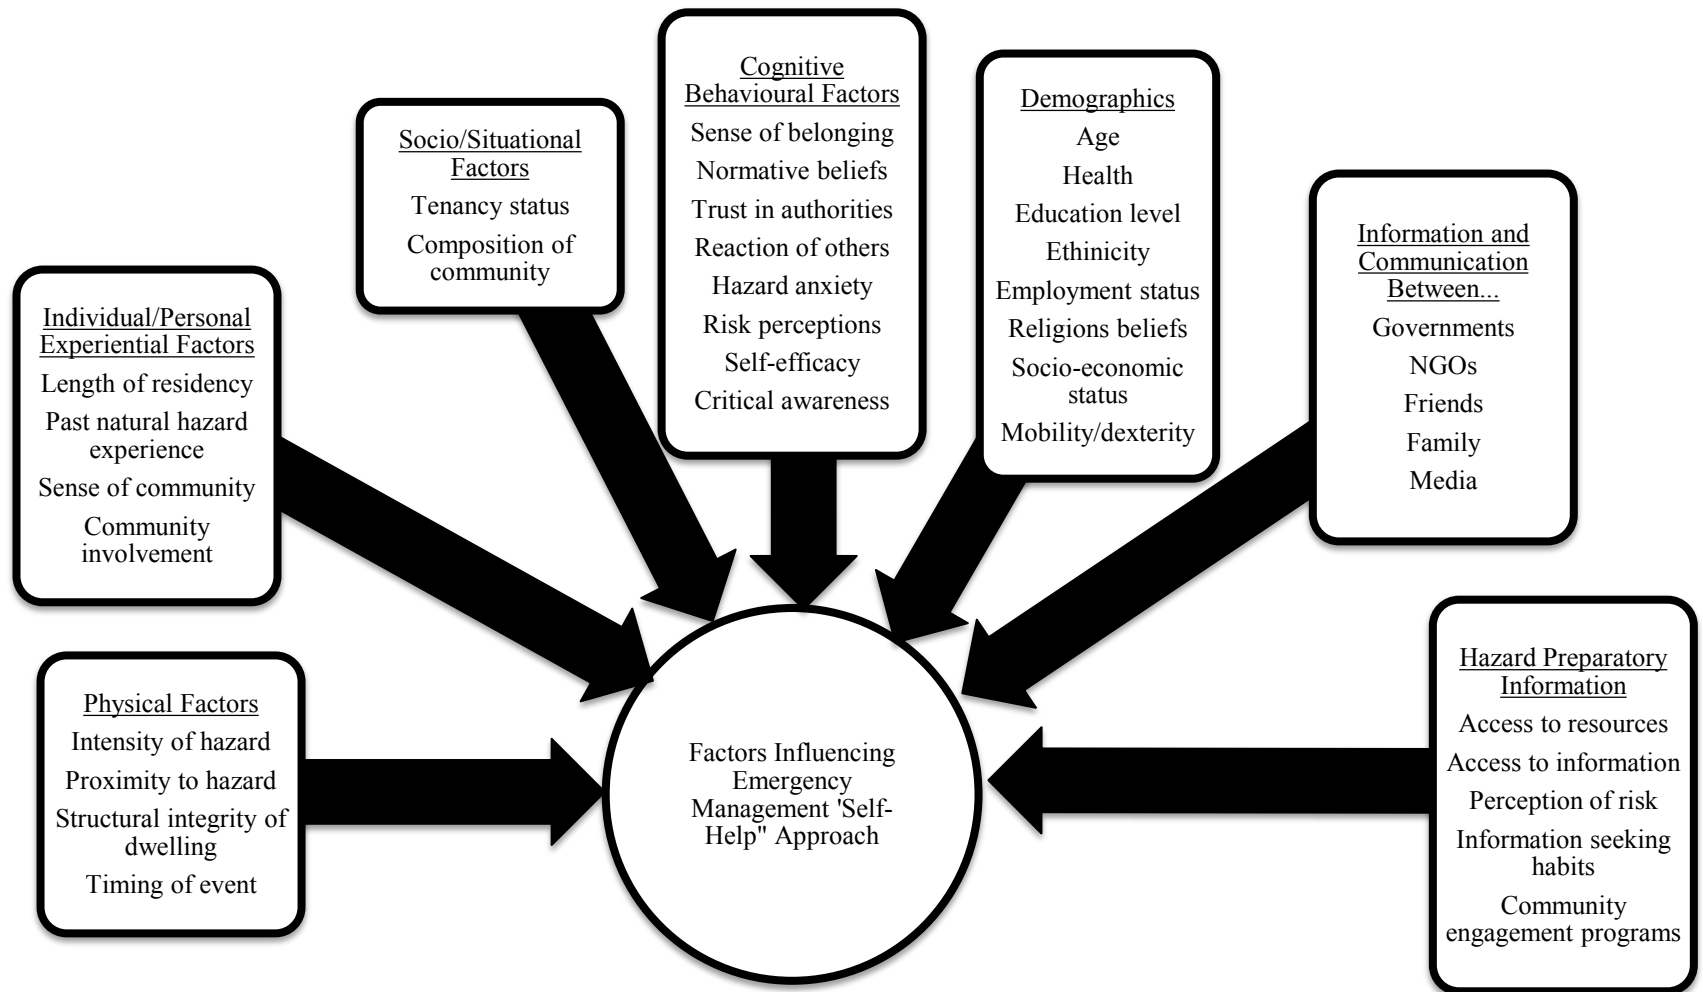 Cognitive
Behavioural Factors
Sense of belonging
Normative beliefs
Trust in authorities
Reaction of others
Hazard anxiety
Risk perceptions
Self-efficacy
Critical awareness
Demographics
Age
Health
Education level
Ethinicity
Employment status
Religions beliefs
Socio-economic
status
Mobility/dexterity
Socio/Situational
Factors
Tenancy status
Composition of
community
Information and
Communication
Between...
Governments
NGOs
Friends
Family
Media
Individual/Personal
Experiential Factors
Length of residency
Past natural hazard
experience
Sense of community
Community
involvement
Physical Factors
Intensity of hazard
Proximity to hazard
Structural integrity of
dwelling
Timing of event
Factors Influencing
Emergency
Management 'Self-
Help" Approach
Hazard Preparatory
Information
Access to resources
Access to information
Perception of risk
Information seeking
habits
Community
engagement programs